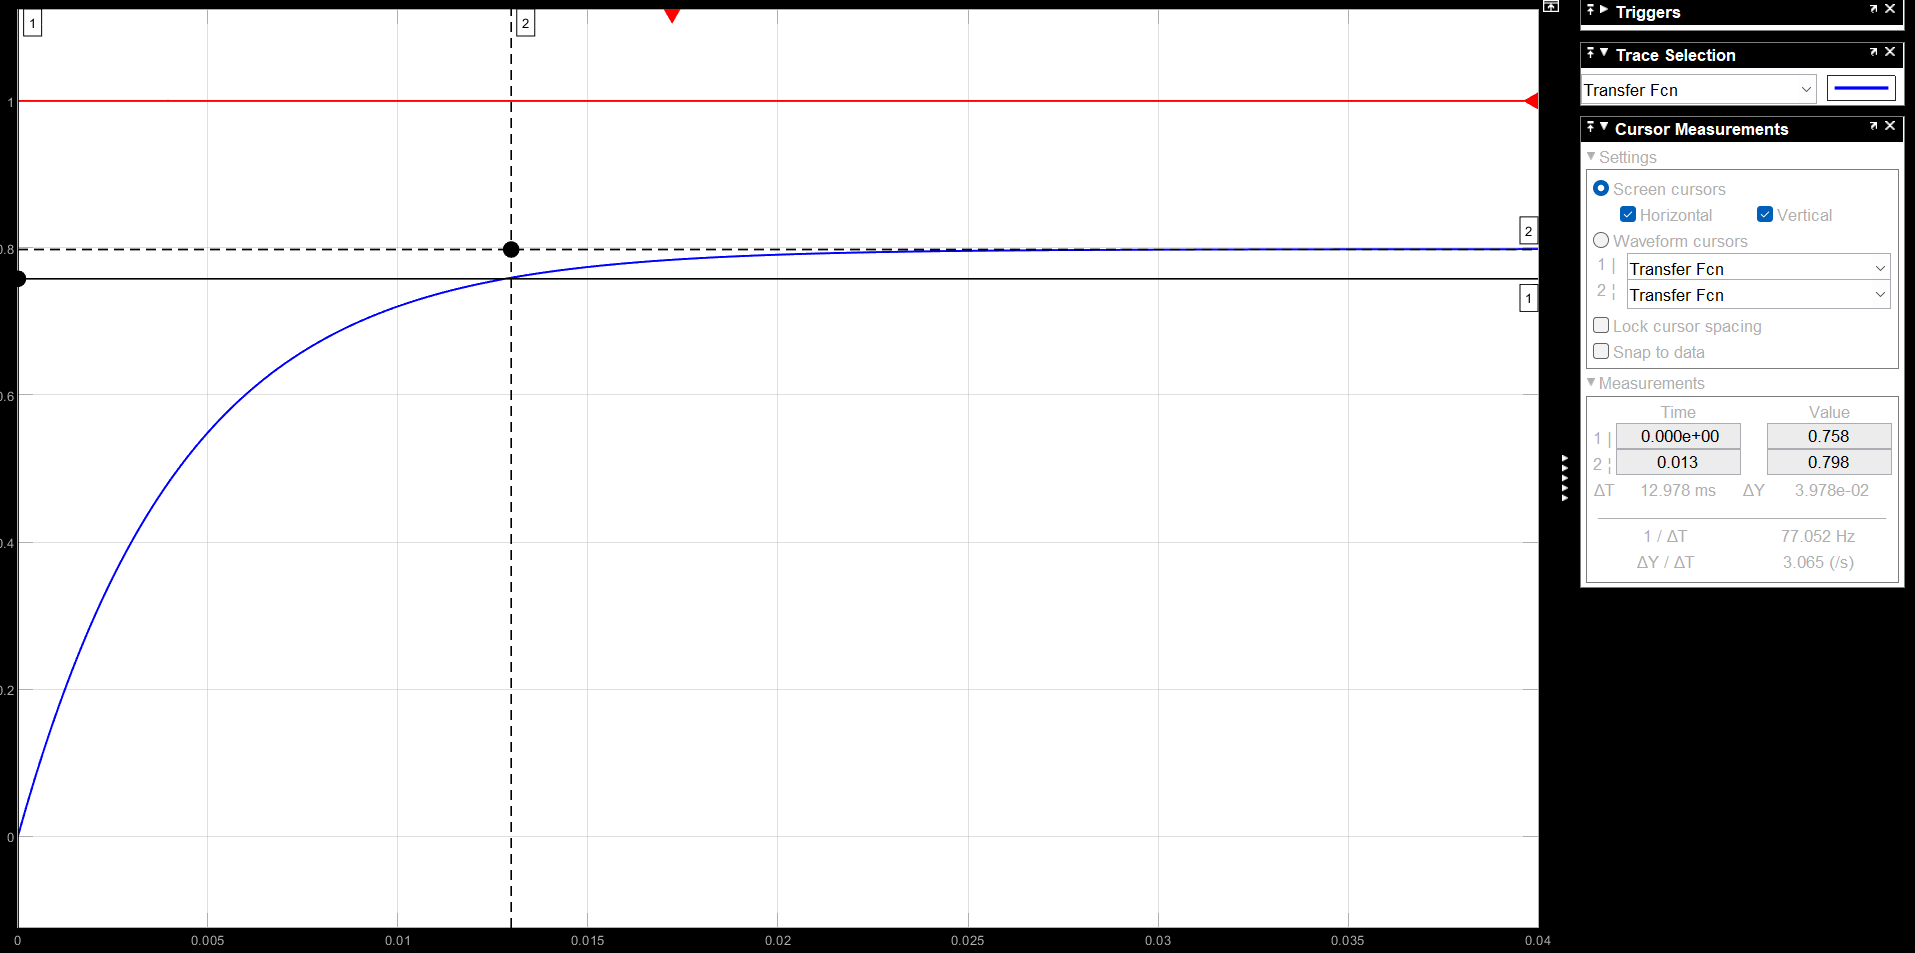 1
2
1
0.8
0.6
0.4
0.2
0
2
1
0
0.005
0.01
0.015
0.02
0.025
0.03
0.035
0.04
Triggers
Trace Selection
Transfer Fcn
Cursor Measurements
Settings
Screen cursors
Horizontal Vertical
Waveform cursors
1 | Transfer Fcn
2 ¦ Transfer Fcn
Lock cursor spacing
Snap to data
Measurements
Time Value
1 | 0.000e+00 0.758
2 ¦ 0.013 0.798
ΔT 12.978 ms ΔY 3.978e-02
1 / ΔT 77.052 Hz
ΔY / ΔT 3.065 (/s)